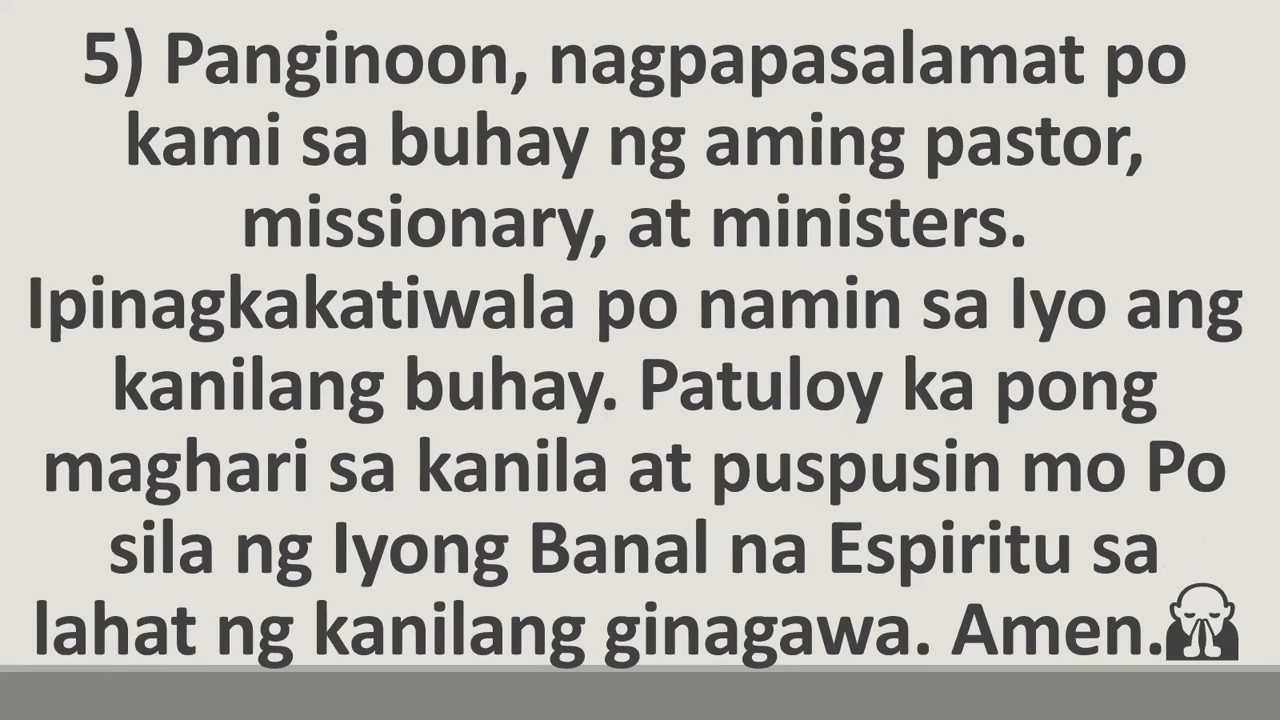 5) Panginoon, nagpapasalamat po
kami sa buhay ng aming pastor,
missionary, at ministers.
Ipinagkakatiwala po namin sa Iyo ang
kanilang buhay. Patuloy ka pong
maghari sa kanila at puspusin mo Po
sila ng Iyong Banal na Espiritu sa
lahat ng kanilang ginagawa. Amen.